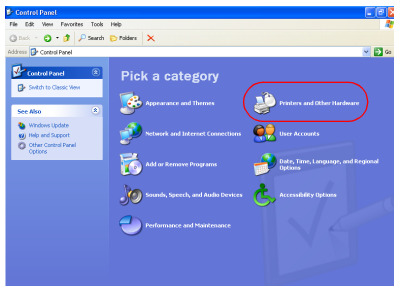 Control Panel
File Edit View Favorites Tools Help
Back Search Folders
Address Control Panel Go
Control Panel
Switch to Classic View
See Also
Windows Update
Help and Support
Other Control Panel
Options
Pick a category
Appearance and Themes
Printers and Other Hardware
Network and Internet Connections
User Accounts
Add or Remove Programs
Date, Time, Language, and Regional
Options
Sounds, Speech, and Audio Devices
Accessibility Options
Performance and Maintenance